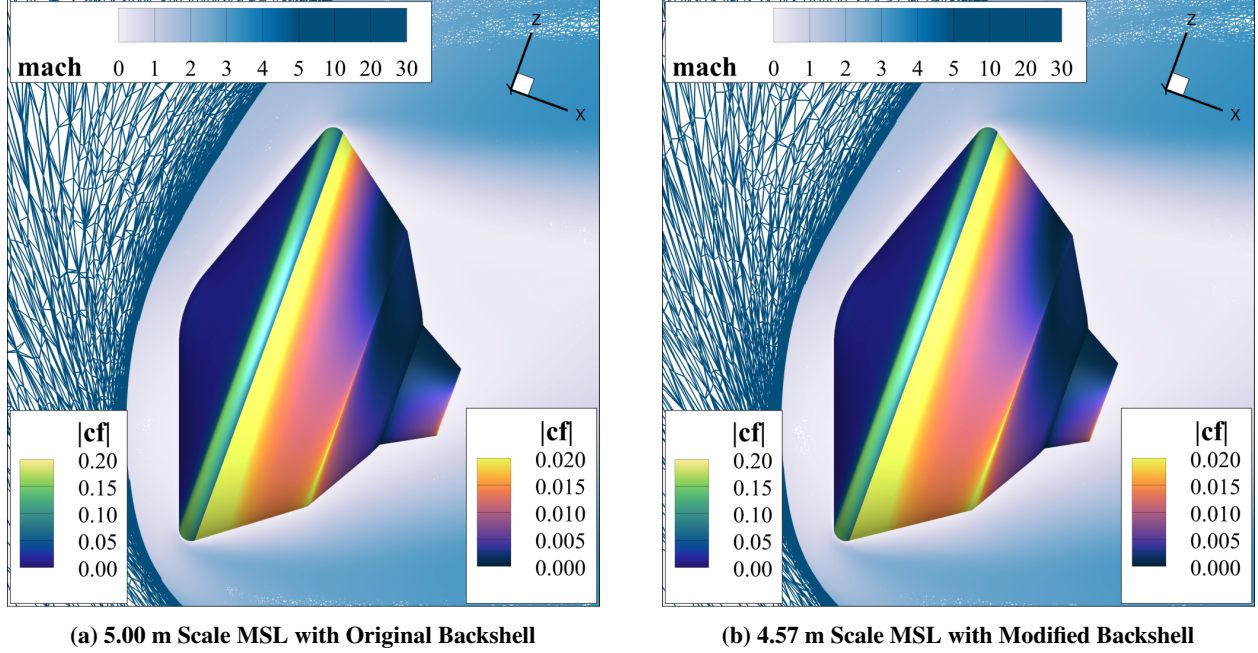 mach 0 1 2 3 4 5 10 20 30
Z
Y
X
|cf|
0.20
0.15
0.10
0.05
0.00
|cf|
0.020
0.015
0.010
0.005
0.000
(a) 5.00 m Scale MSL with Original Backshell
mach 0 1 2 3 4 5 10 20 30
Z
Y
X
|cf|
0.20
0.15
0.10
0.05
0.00
|cf|
0.020
0.015
0.010
0.005
0.000
(b) 4.57 m Scale MSL with Modified Backshell